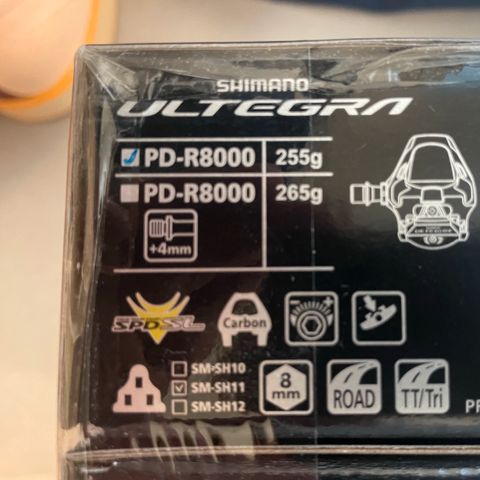 SHIMANO
ULTEGRA
PD-R8000 255g
PD-R8000 265g
+4mm
SPD-SL
Carbon
SM-SH10
SM-SH11
SM-SH12
8 mm
ROAD
TT/Tri